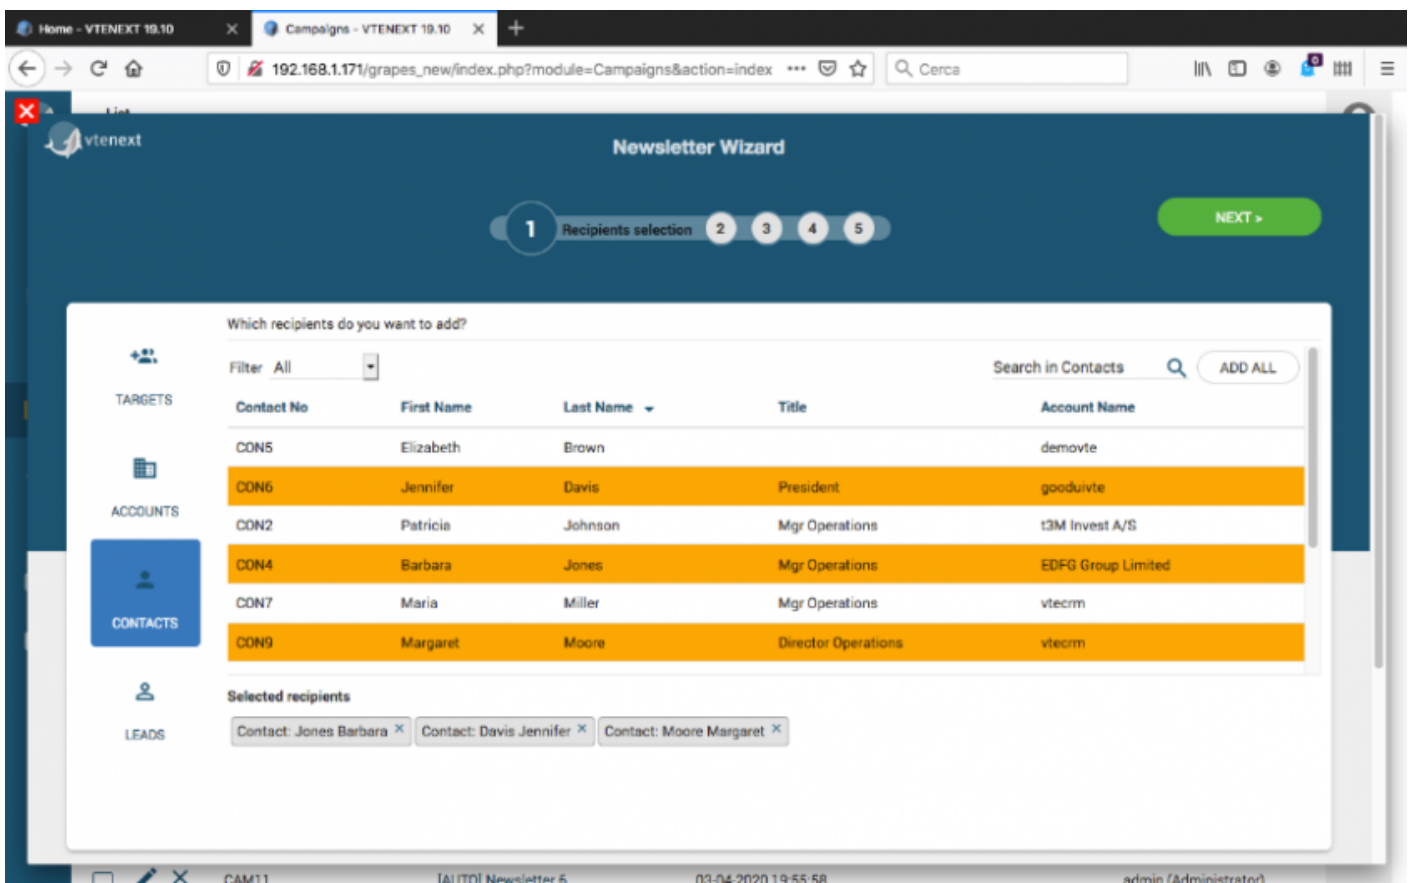 Home - VTENEXT 19.10
Campaigns - VTENEXT 19.10
192.168.1.171/grapes_new/index.php?module=Campaigns&action=index
Cerca
List
vtenext
Newsletter Wizard
1 Recipients selection 2 3 4 5
NEXT >
Which recipients do you want to add?
TARGETS
ACCOUNTS
CONTACTS
LEADS
Filter All Search in Contacts ADD ALL
Contact No First Name Last Name Title Account Name
CON5 Elizabeth Brown demovte
CON6 Jennifer Davis President gooduivte
CON2 Patricia Johnson Mgr Operations t3M Invest A/S
CON4 Barbara Jones Mgr Operations EDFG Group Limited
CON7 Maria Miller Mgr Operations vtecrm
CON9 Margaret Moore Director Operations vtecrm
Selected recipients
Contact: Jones Barbara × Contact: Davis Jennifer × Contact: Moore Margaret ×
CAM11 [AUTO] Newsletter 6 03-04-2020 19:55:58 admin (Administrator)